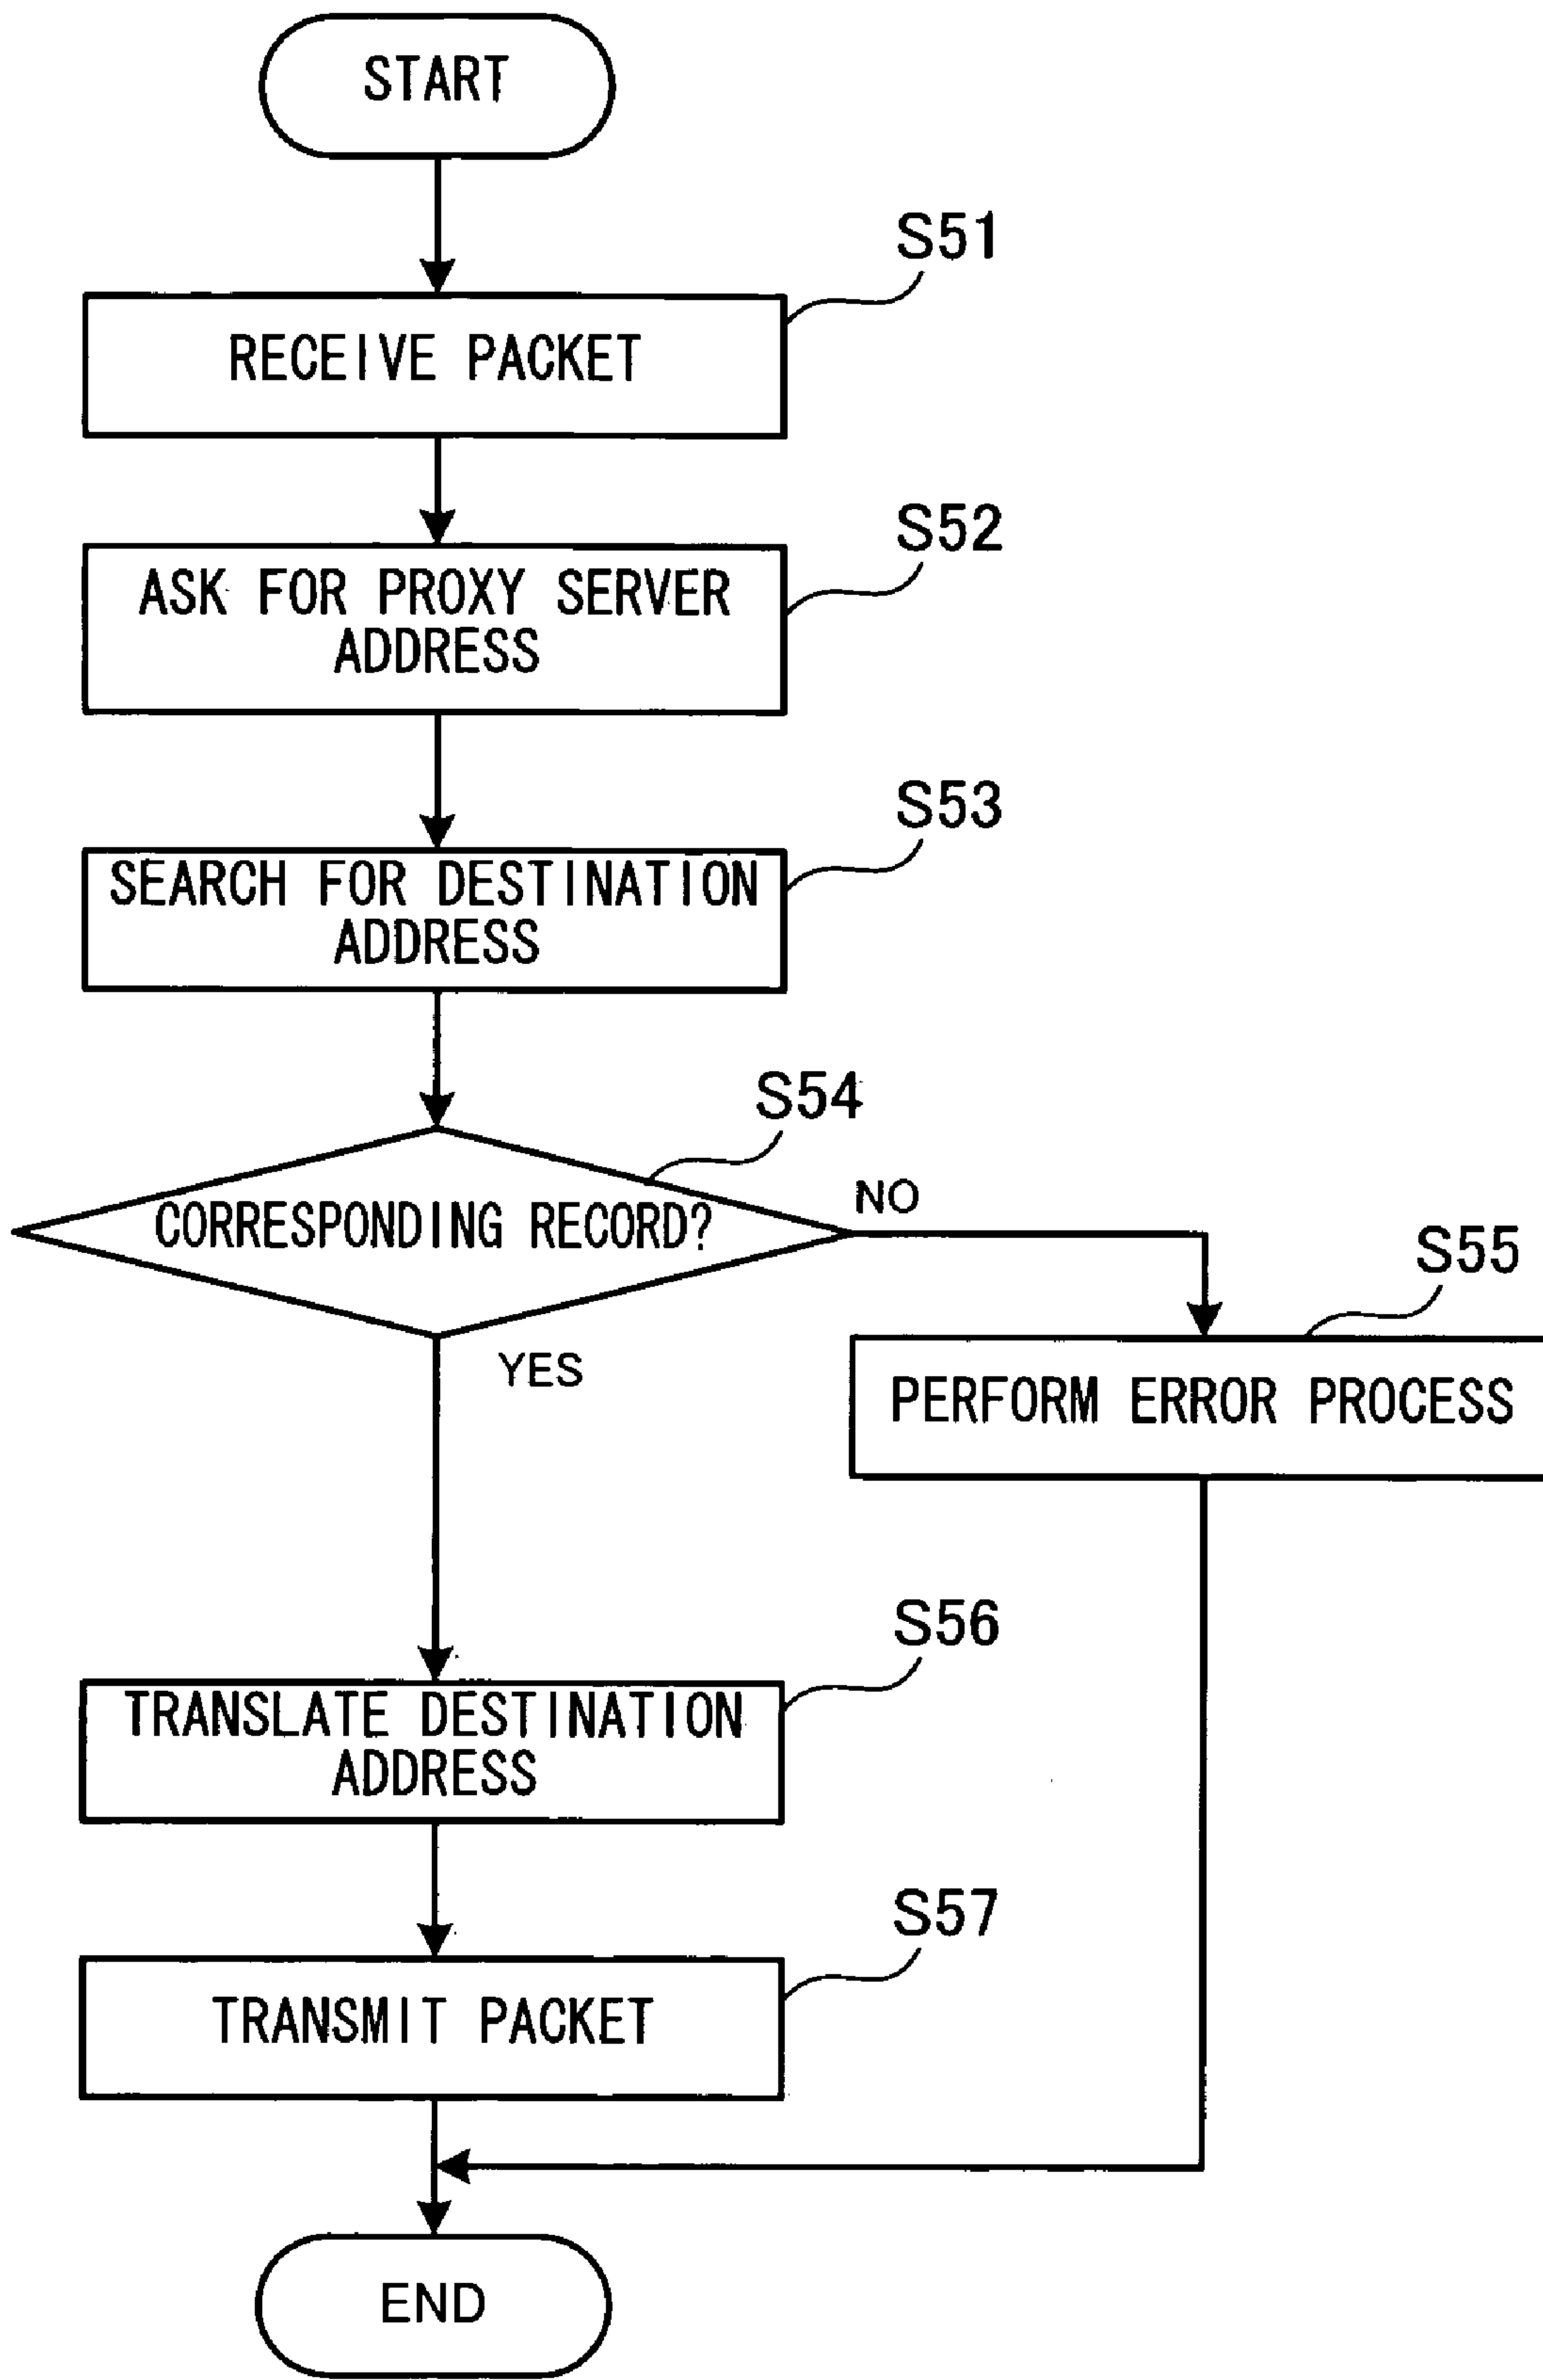 START
S51
RECEIVE PACKET
S52
ASK FOR PROXY SERVER
ADDRESS
S53
SEARCH FOR DESTINATION
ADDRESS
S54
CORRESPONDING RECORD?
NO
YES
S55
PERFORM ERROR PROCESS
S56
TRANSLATE DESTINATION
ADDRESS
S57
TRANSMIT PACKET
END